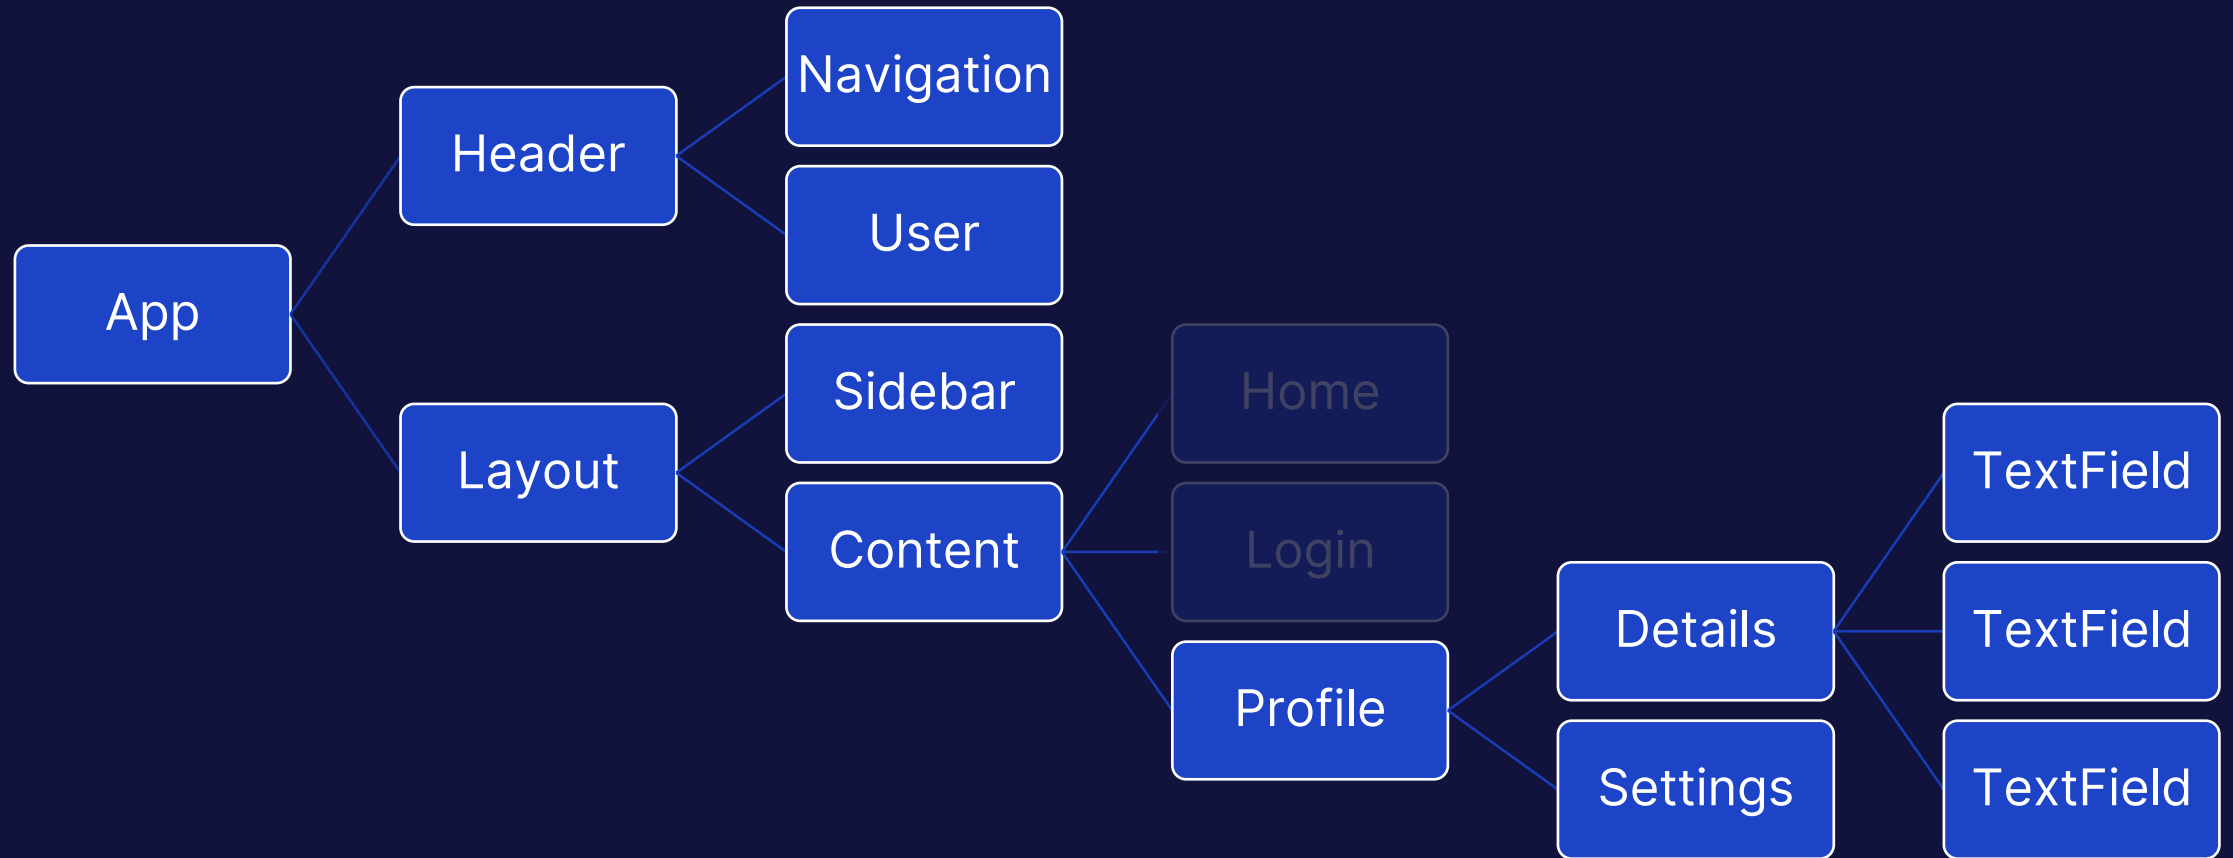 App
Header
Layout
Navigation
User
Sidebar
Content
Home
Login
Profile
Details
Settings
TextField
TextField
TextField